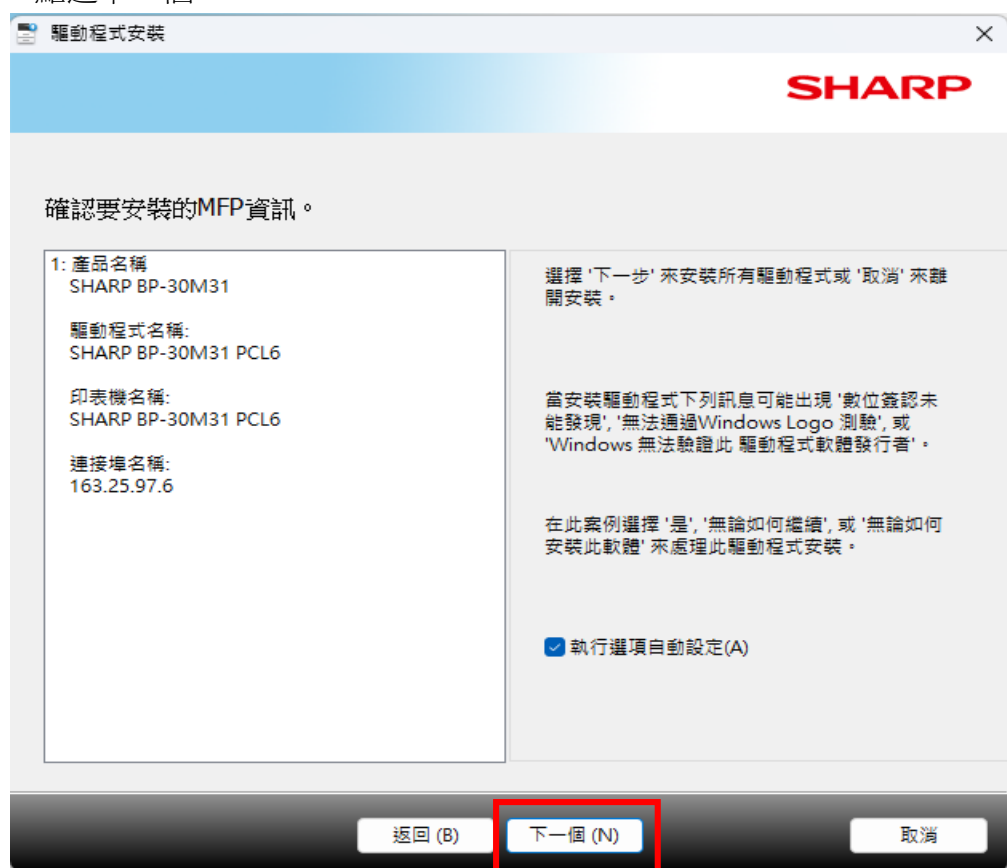 點選下一個
驅動程式安裝
SHARP
確認要安裝的MFP資訊。
1: 產品名稱
SHARP BP-30M31
驅動程式名稱:
SHARP BP-30M31 PCL6
印表機名稱:
SHARP BP-30M31 PCL6
連接埠名稱:
163.25.97.6
選擇 '下一步' 來安裝所有驅動程式或 '取消' 來離
開安裝。
當安裝驅動程式下列訊息可能出現 '數位簽認未
能發現', '無法通過Windows Logo 測驗', 或
'Windows 無法驗證此 驅動程式軟體發行者'。
在此案例選擇 '是', '無論如何繼續', 或 '無論如何
安裝此軟體' 來處理此驅動程式安裝。
執行選項自動設定(A)
返回 (B)
下一個 (N)
取消